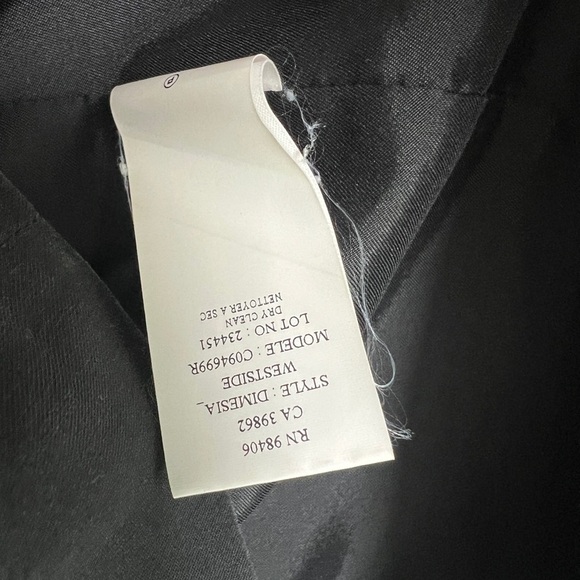 RN 98406
CA 39862
STYLE : DIMESIA_
WESTSIDE
MODELE : C094699R
LOT NO : 234451
DRY CLEAN
NETTOYER A SEC